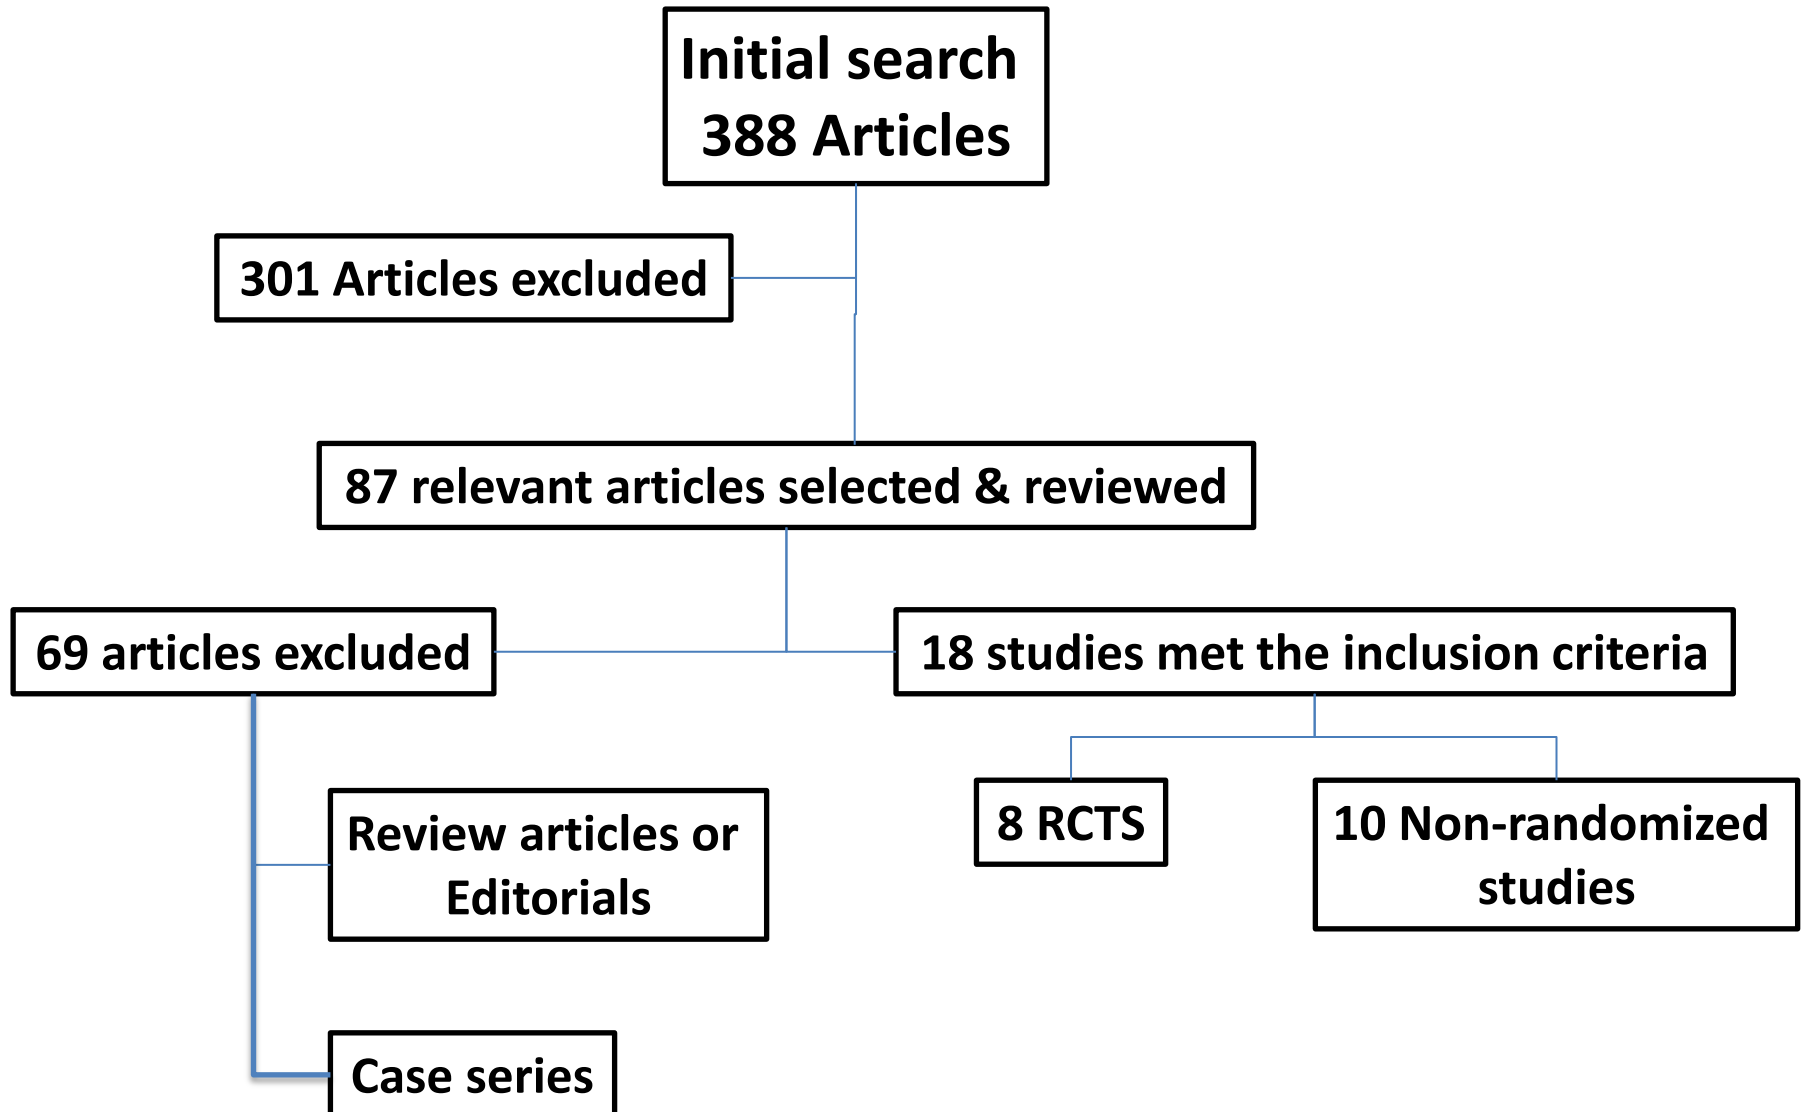 Initial search
388 Articles
301 Articles excluded
87 relevant articles selected & reviewed
69 articles excluded
18 studies met the inclusion criteria
8 RCTS
10 Non-randomized
studies
Review articles or
Editorials
Case series